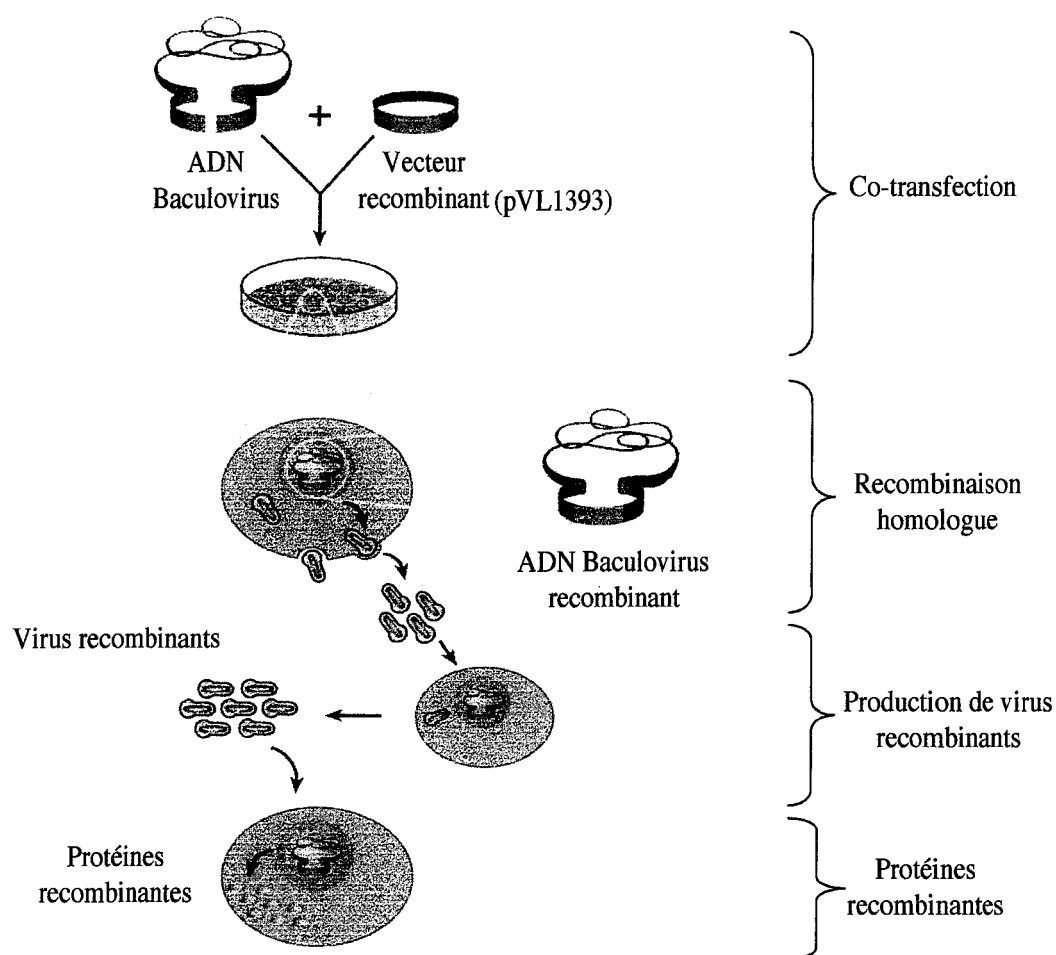 ADN
Baculovirus
+
Vecteur
recombinant (pVL1393)
Co-transfection
Recombinaison
homologue
ADN Baculovirus
recombinant
Virus recombinants
Production de virus
recombinants
Protéines
recombinantes
Protéines
recombinantes